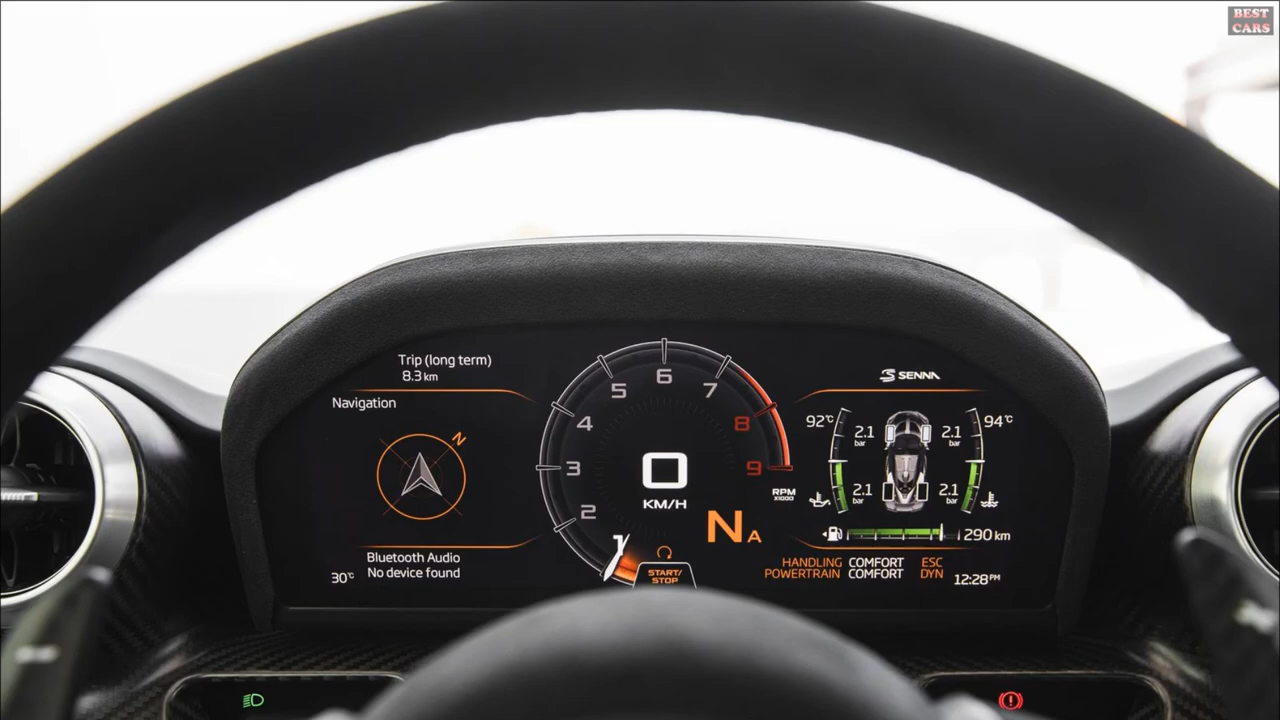 BEST
CARS
Trip (long term)
8.3 km
Navigation
N
Bluetooth Audio
No device found
30°C
1
2
3
4
5
6
7
8
9
RPM
X1000
0
KM/H
NA
START/
STOP
SENNA
92°C
94°C
2.1
bar
2.1
bar
2.1
bar
2.1
bar
290 km
HANDLING COMFORT ESC
POWERTRAIN COMFORT DYN
12:28PM